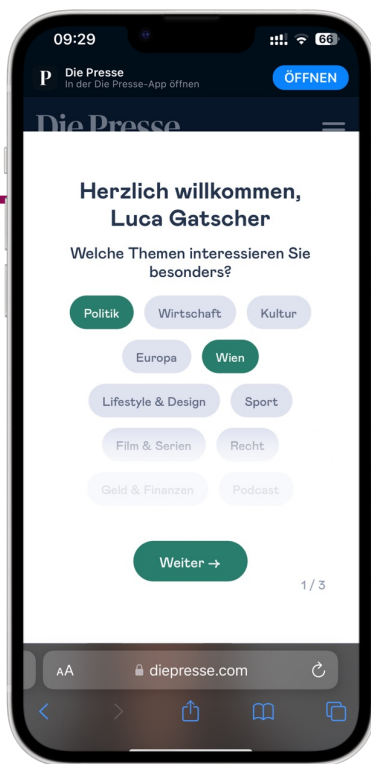 09:29
66
P
Die Presse
In der Die Presse-App öffnen
ÖFFNEN
Die Presse
Herzlich willkommen,
Luca Gatscher
Welche Themen interessieren Sie
besonders?
Politik Wirtschaft Kultur
Europa Wien
Lifestyle & Design Sport
Film & Serien Recht
Geld & Finanzen Podcast
Weiter →
1 / 3
AA diepresse.com